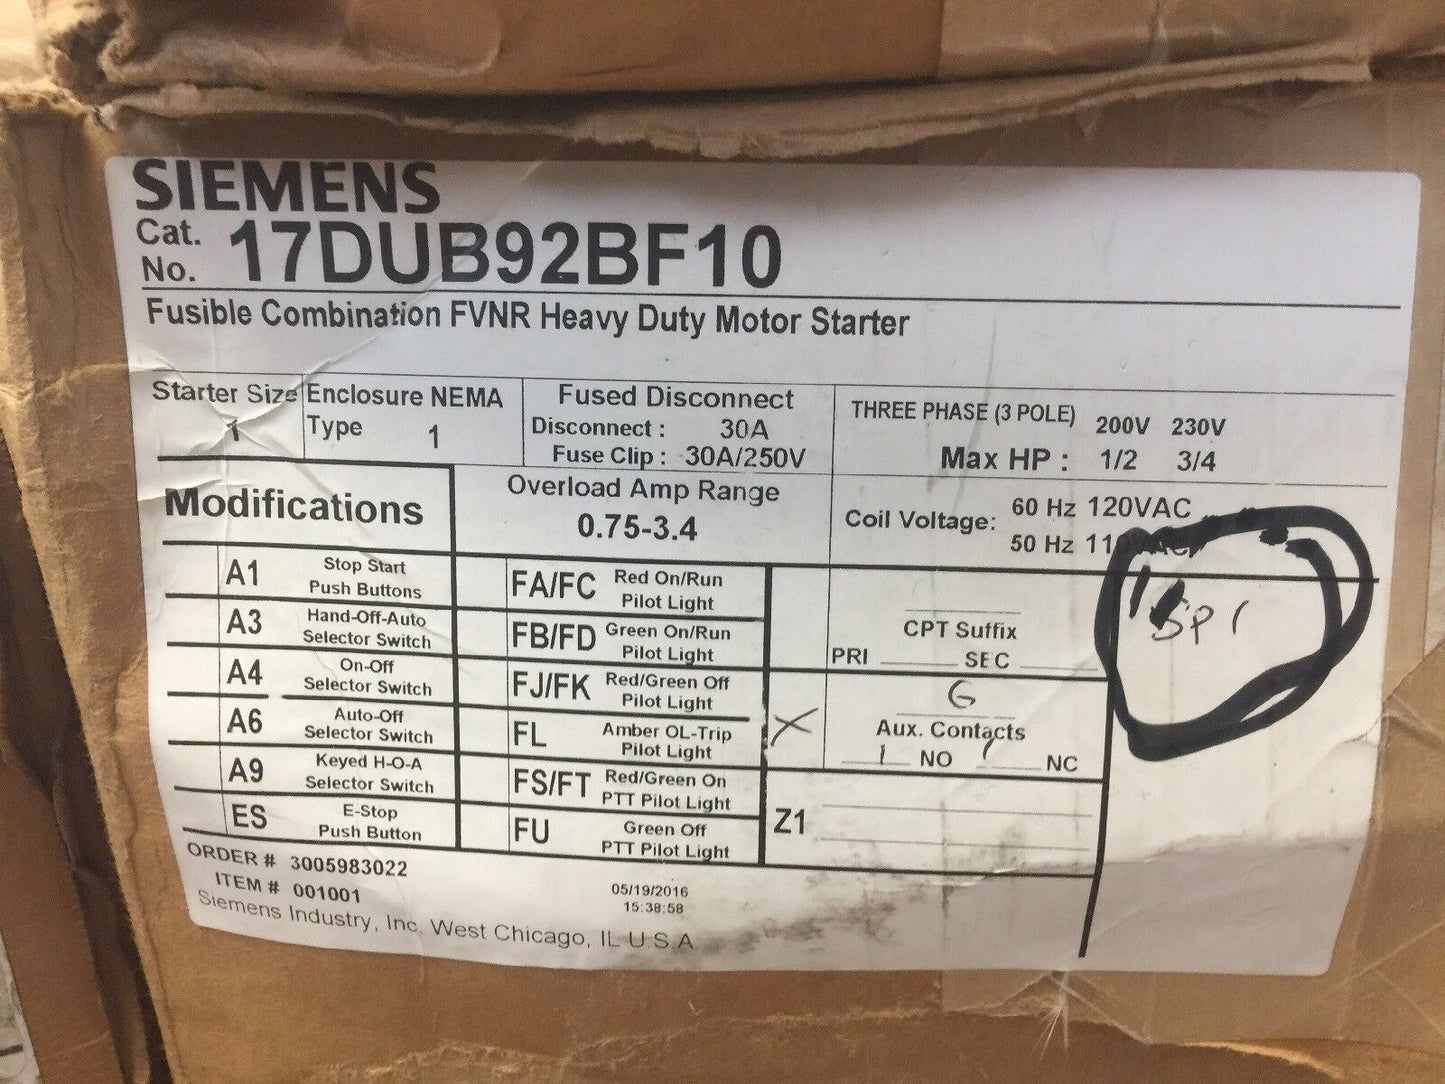 SIEMENS
Cat. No. 17DUB92BF10
Fusible Combination FVNR Heavy Duty Motor Starter
Starter Size 1
Enclosure NEMA Type 1
Fused Disconnect
Disconnect : 30A
Fuse Clip : 30A/250V
THREE PHASE (3 POLE) 200V 230V
Max HP : 1/2 3/4
Modifications
Overload Amp Range
0.75-3.4
Coil Voltage: 60 Hz 120VAC
50 Hz 110VAC
A1 Stop Start
Push Buttons
A3 Hand-Off-Auto
Selector Switch
A4 On-Off
Selector Switch
A6 Auto-Off
Selector Switch
A9 Keyed H-O-A
Selector Switch
ES E-Stop
Push Button
FA/FC Red On/Run
Pilot Light
FB/FD Green On/Run
Pilot Light
FJ/FK Red/Green Off
Pilot Light
FL Amber OL-Trip
Pilot Light
FS/FT Red/Green On
PTT Pilot Light
FU Green Off
PTT Pilot Light
CPT Suffix
PRI SEC
X G
Aux. Contacts
1 NO 1 NC
Z1
SP1
ORDER # 3005983022
ITEM # 001001
05/19/2016
15:38:58
Siemens Industry, Inc. West Chicago, IL U.S.A